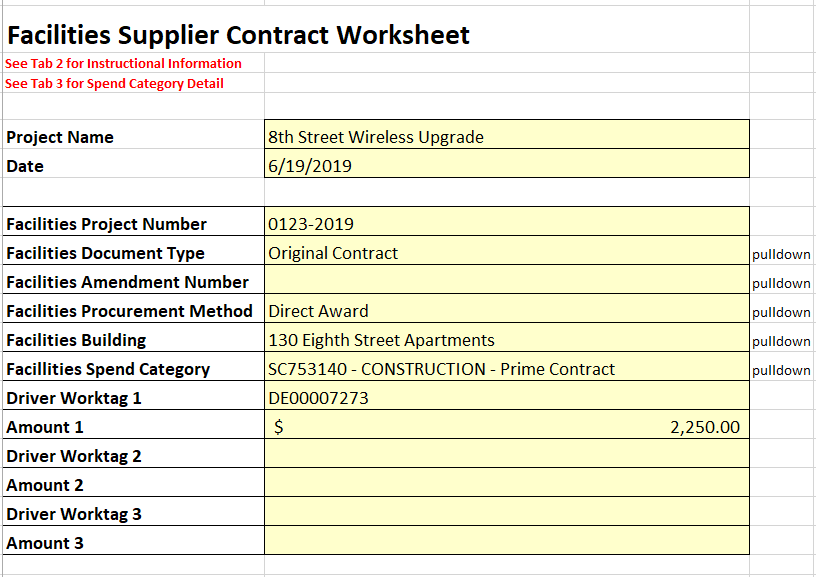 Facilities Supplier Contract Worksheet
See Tab 2 for Instructional Information
See Tab 3 for Spend Category Detail
Project Name 8th Street Wireless Upgrade
Date 6/19/2019
Facilities Project Number 0123-2019
Facilities Document Type Original Contract pulldown
Facilities Amendment Number pulldown
Facilities Procurement Method Direct Award pulldown
Facilities Building 130 Eighth Street Apartments pulldown
Facillities Spend Category SC753140 - CONSTRUCTION - Prime Contract pulldown
Driver Worktag 1 DE00007273
Amount 1 $ 2,250.00
Driver Worktag 2
Amount 2
Driver Worktag 3
Amount 3